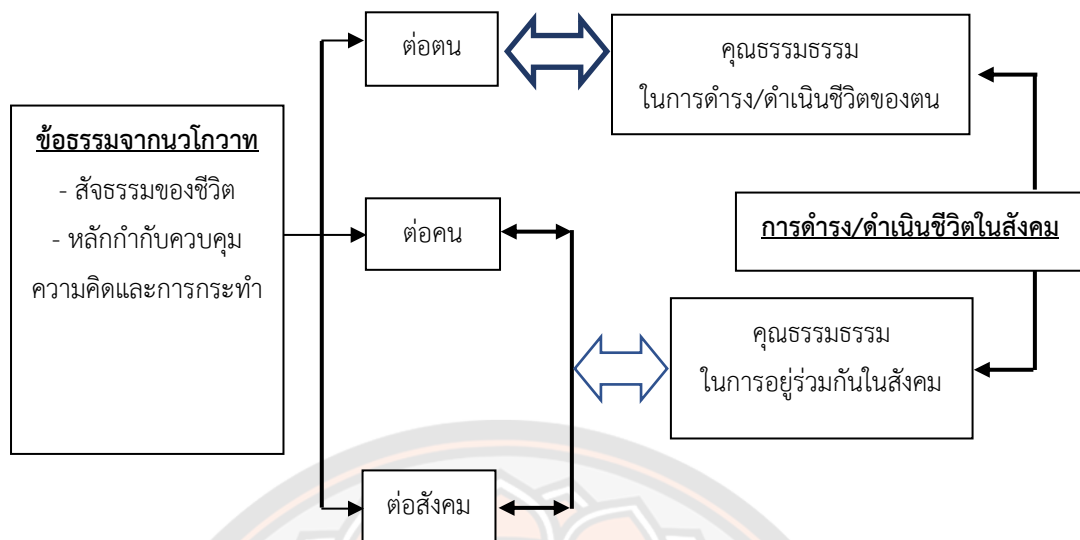 ข้อธรรมจากนวโกวาท
- สัจธรรมของชีวิต
- หลักกำกับควบคุม
ความคิดและการกระทำ
ต่อตน
ต่อคน
ต่อสังคม
คุณธรรมธรรม
ในการดำรง/ดำเนินชีวิตของตน
การดำรง/ดำเนินชีวิตในสังคม
คุณธรรมธรรม
ในการอยู่ร่วมกันในสังคม